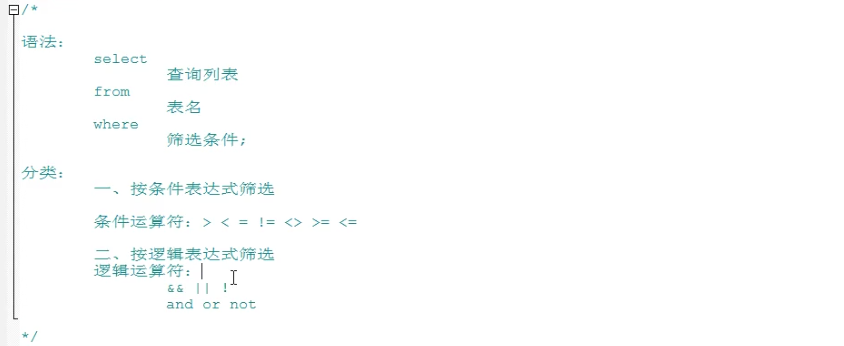 /*
语法：
select
查询列表
from
表名
where
筛选条件;
分类：
一、按条件表达式筛选
条件运算符：> < = != <> >= <=
二、按逻辑表达式筛选
逻辑运算符：
&& || !
and or not
*/